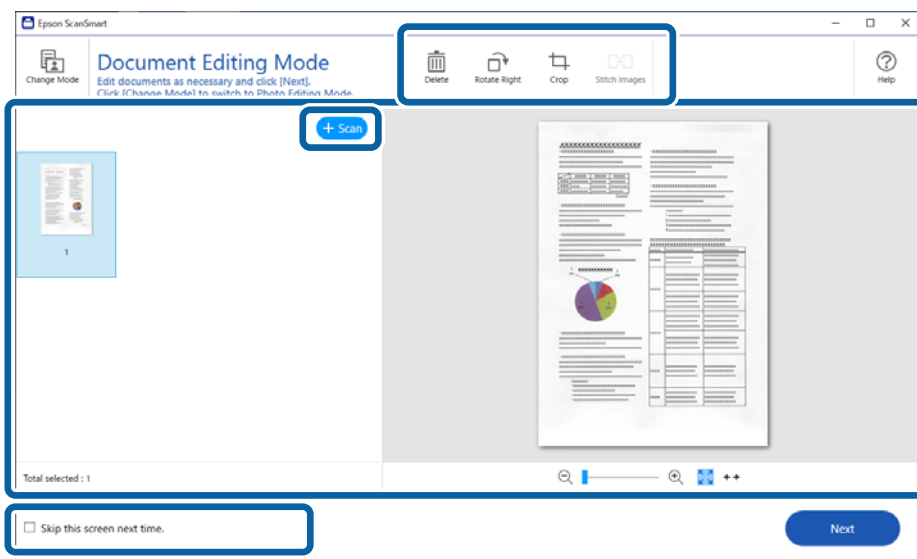 Epson ScanSmart
Change Mode
Document Editing Mode
Edit documents as necessary and click [Next].
Click [Change Mode] to switch to Photo Editing Mode.
Delete
Rotate Right
Crop
Stitch Images
Help
+ Scan
1
Total selected : 1
Skip this screen next time.
Next